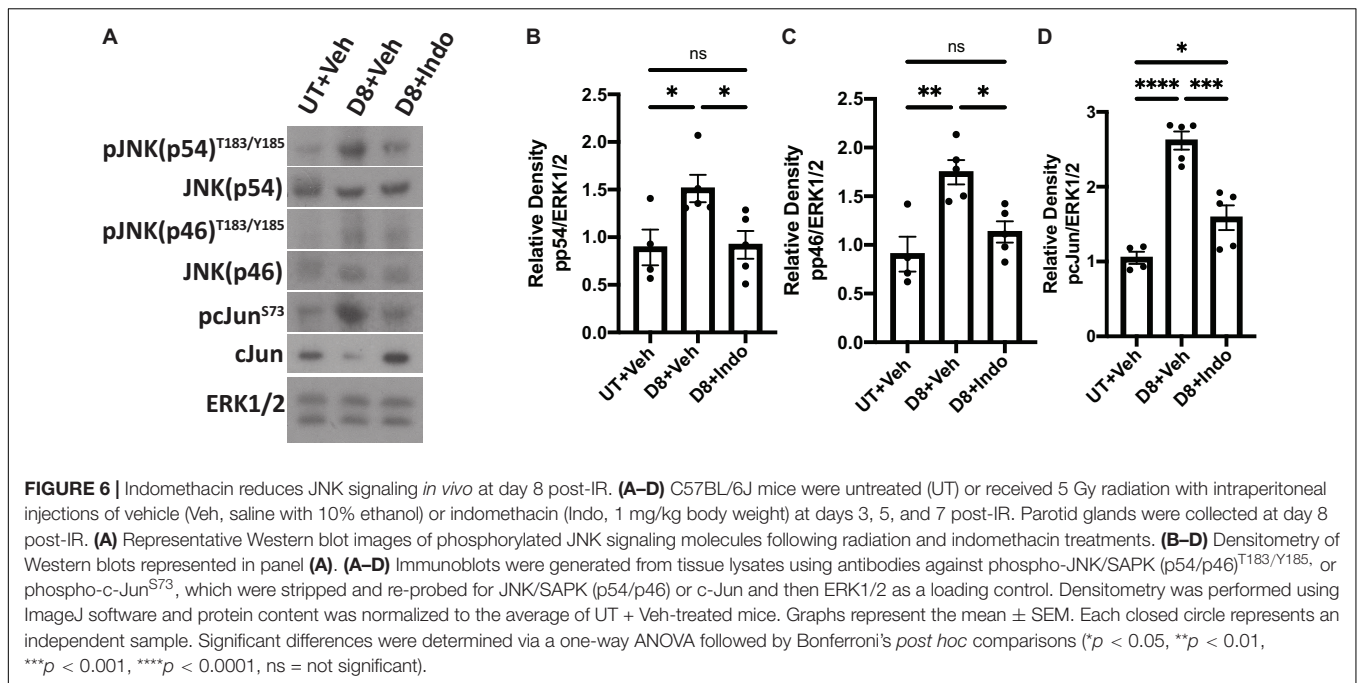 A
UT+Veh
D8+Veh
D8+Indo
pJNK(p54)T183/Y185
JNK(p54)
pJNK(p46)T183/Y185
JNK(p46)
pcJunS73
cJun
ERK1/2
B
ns
* *
Relative Density
pp54/ERK1/2
2.5
2.0
1.5
1.0
0.5
0.0
UT+Veh
D8+Veh
D8+Indo
C
ns
** *
Relative Density
pp46/ERK1/2
2.5
2.0
1.5
1.0
0.5
0.0
UT+Veh
D8+Veh
D8+Indo
D
*
**** ***
Relative Density
pcJun/ERK1/2
3
2
1
0
UT+Veh
D8+Veh
D8+Indo
FIGURE 6 | Indomethacin reduces JNK signaling in vivo at day 8 post-IR. (A–D) C57BL/6J mice were untreated (UT) or received 5 Gy radiation with intraperitoneal
injections of vehicle (Veh, saline with 10% ethanol) or indomethacin (Indo, 1 mg/kg body weight) at days 3, 5, and 7 post-IR. Parotid glands were collected at day 8
post-IR. (A) Representative Western blot images of phosphorylated JNK signaling molecules following radiation and indomethacin treatments. (B–D) Densitometry of
Western blots represented in panel (A). (A–D) Immunoblots were generated from tissue lysates using antibodies against phospho-JNK/SAPK (p54/p46)T183/Y185, or
phospho-c-JunS73, which were stripped and re-probed for JNK/SAPK (p54/p46) or c-Jun and then ERK1/2 as a loading control. Densitometry was performed using
ImageJ software and protein content was normalized to the average of UT + Veh-treated mice. Graphs represent the mean ± SEM. Each closed circle represents an
independent sample. Significant differences were determined via a one-way ANOVA followed by Bonferroni's post hoc comparisons (*p < 0.05, **p < 0.01,
***p < 0.001, ****p < 0.0001, ns = not significant).